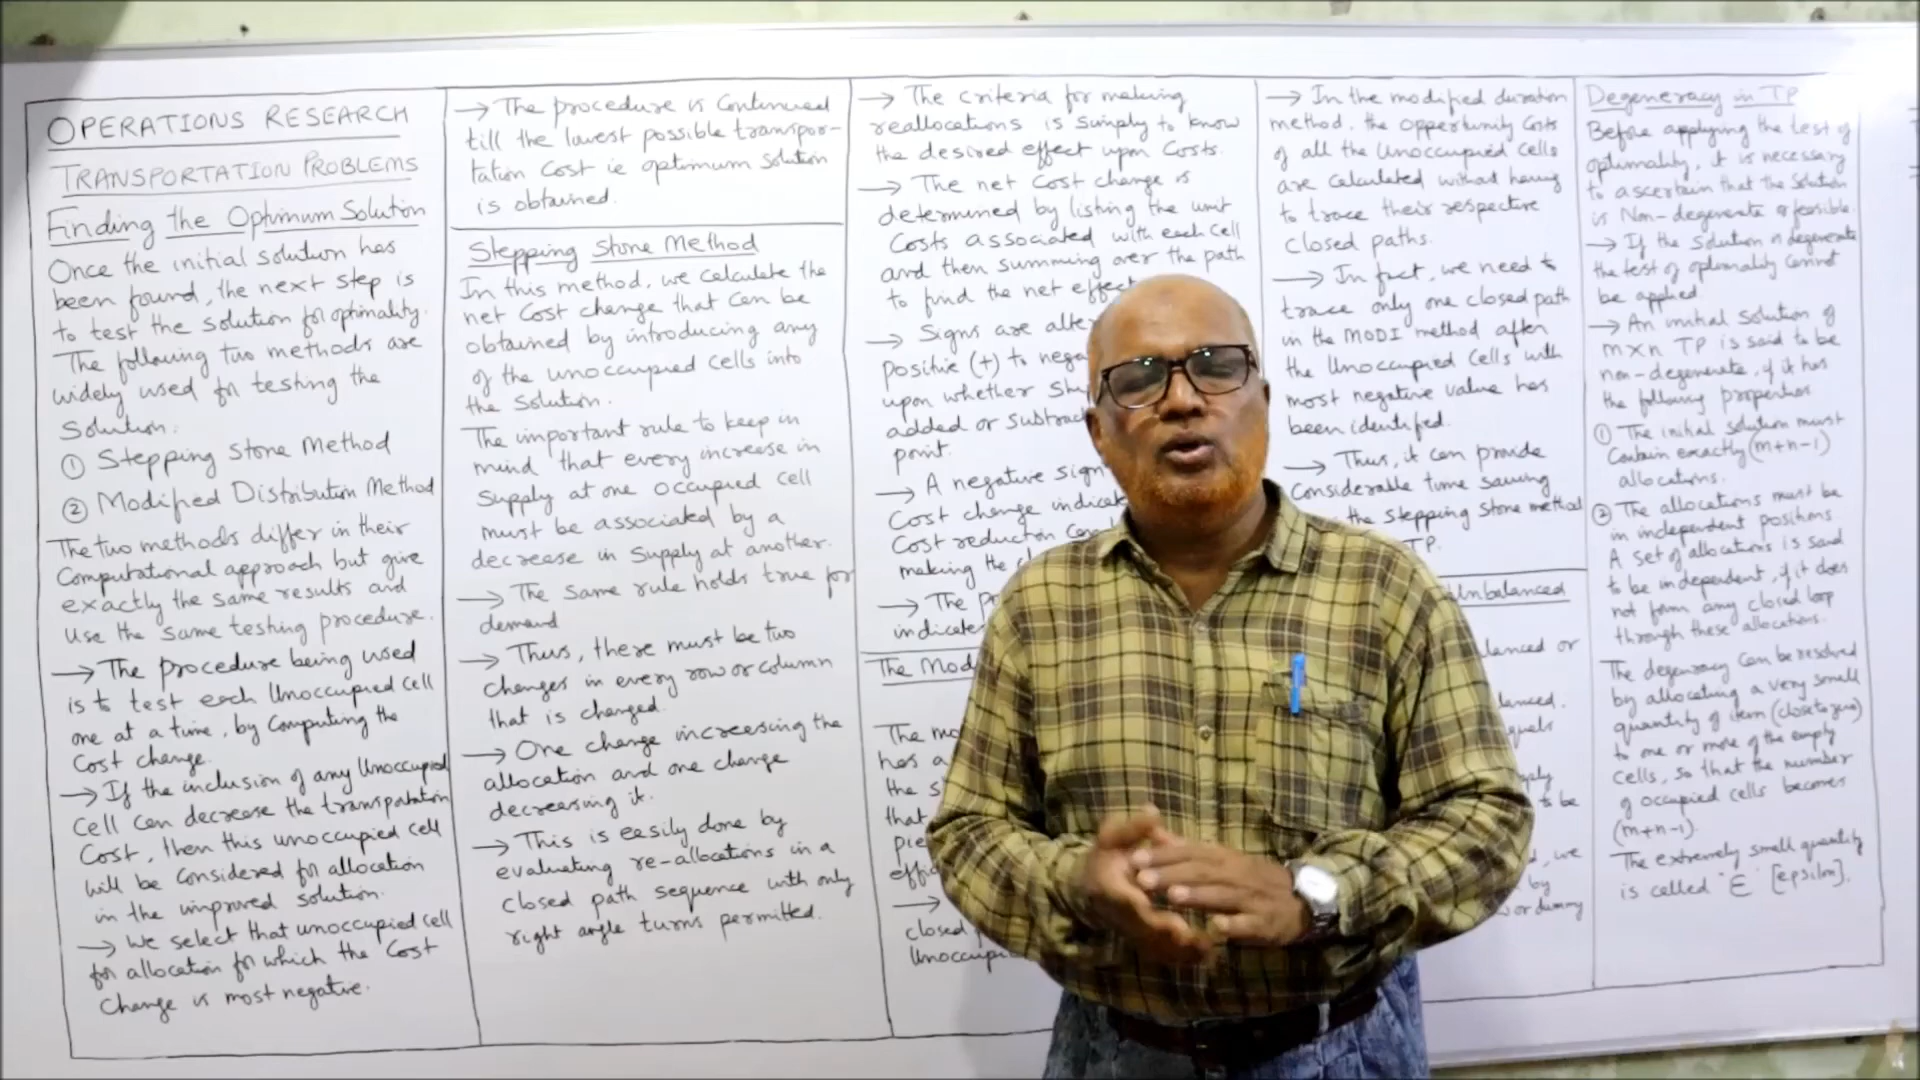 OPERATIONS RESEARCH
TRANSPORTATION PROBLEMS
Finding the Optimum Solution
Once the initial solution has
been found, the next step is
to test the solution for optimality.
The following two methods are
widely used for testing the
Solution.
① Stepping Stone Method
② Modified Distribution Method
The two methods differ in their
Computational approach but give
exactly the same results and
use the same testing procedure.
→ The procedure being used
is to test each Unoccupied Cell
one at a time, by Computing the
Cost change.
→ If the inclusion of any Unoccupied
Cell can decrease the transportation
Cost, then this unoccupied cell
will be considered for allocation
in the improved solution.
→ We select that unoccupied cell
for allocation for which the Cost
Change is most negative.
→ The procedure is Continued
till the lowest possible transpor-
tation Cost ie optimum Solution
is obtained.
Stepping Stone Method
In this method, we calculate the
net Cost change that can be
obtained by introducing any
of the unoccupied cells into
the Solution.
The important rule to keep in
mind that every increase in
Supply at one occupied cell
must be associated by a
decrease in Supply at another.
→ The Same rule holds true for
demand
→ Thus, there must be two
changes in every row or column
that is changed.
→ One change increasing the
allocation and one change
decreasing it.
→ This is easily done by
evaluating re-allocations in a
closed path sequence with only
right angle turns permitted.
→ The criteria for making
reallocations is simply to know
the desired effect upon Costs.
→ The net Cost change is
determined by listing the unit
Costs associated with each Cell
and then summing over the path
to find the net effect
→ Signs are alte
positive (+) to nega
upon whether sh
added or subtrac
point.
→ A negative sign
Cost change indicat
Cost reduction can
making the c
→ The p
indicate
The Mod
The mo
has a
the s
that
pie
effic
→
closed p
Unoccupi
→ In the modified duration
method, the opportunity Costs
of all the Unoccupied Cells
are Calculated without having
to trace their respective
closed paths.
→ In fact, we need to
trace only one closed path
in the MODI method after
the Unoccupied Cells with
most negative value has
been identified.
→ Thus, it can provide
Considerable time saving
the stepping stone method
TP.
Unbalanced
lanced or
lanced.
quals
pply
to be
d, we
by
w or dummy
Degeneracy in TP
Before applying the test of
optimality, it is necessary
to ascertain that the Solution
is Non-degenerate & feasible.
→ If the Solution is degenerate
the test of optimality Cannot
be applied.
→ An initial Solution of
m×n TP is said to be
non-degenerate, if it has
the following properties
① The initial solution must
Contain exactly (m+n-1)
allocations.
② The allocations must be
in independent positions
A set of allocations is said
to be independent, if it does
not form any closed loop
through these allocations.
The degenracy Can be resolved
by allocating a very small
quantity of item (close to zero)
to one or more of the empty
Cells, so that the number
of occupied cells becomes
(m+n-1).
The extremely small quantity
is called 'Ɛ' [epsilon].